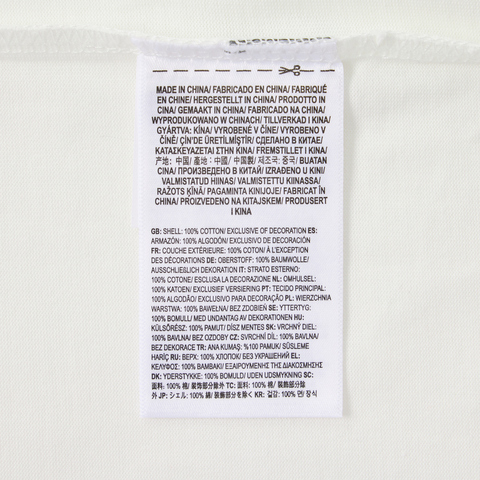 MADE IN CHINA/ FABRICADO EN CHINA/ FABRIQUÉ
EN CHINE/ HERGESTELLT IN CHINA/ PRODOTTO IN
CINA/ GEMAAKT IN CHINA/ FABRICADO NA CHINA/
WYPRODUKOWANO W CHINACH/ TILLVERKAD I KINA/
GYÁRTVA: KÍNA/ VYROBENÉ V ČÍNE/ VYROBENO V
ČÍNĚ/ ÇİN'DE ÜRETİLMİŞTİR/ СДЕЛАНО В КИТАЕ/
ΚΑΤΑΣΚΕΥΑΖΕΤΑΙ ΣΤΗΝ ΚΙΝΑ/ FREMSTILLET I KINA/
产地: 中国/ 產地: 中國/ 中国製/ 제조국: 중국/ BUATAN
CINA/ ПРОИЗВЕДЕНО В КИТАЙ/ IZRAĐENO U KINI/
VALMISTATUD HIINAS/ VALMISTETTU KIINASSA/
RAŽOTS ĶĪNĀ/ PAGAMINTA KINIJOJE/ FABRICAT ÎN
CHINA/ PROIZVEDENO NA KITAJSKEM/ PRODUSERT
I KINA
GB: SHELL: 100% COTTON/ EXCLUSIVE OF DECORATION ES:
ARMAZÓN: 100% ALGODÓN/ EXCLUSIVO DE DECORACIÓN
FR: COUCHE EXTÉRIEURE: 100% COTON/ À L'EXCEPTION
DES DÉCORATIONS DE: OBERSTOFF: 100% BAUMWOLLE/
AUSSCHLIEßLICH DEKORATION IT: STRATO ESTERNO:
100% COTONE/ ESCLUSA LA DECORAZIONE NL: OMHULSEL:
100% KATOEN/ EXCLUSIEF VERSIERING PT: TECIDO PRINCIPAL:
100% ALGODÃO/ EXCLUSIVO PARA DECORAÇÃO PL: WIERZCHNIA
WARSTWA: 100% BAWEŁNA/ BEZ ZDOBIEŃ SE: YTTERTYG:
100% BOMULL/ MED UNDANTAG AV DEKORATIONEN HU:
KÜLSŐRÉSZ: 100% PAMUT/ DÍSZ MENTES SK: VRCHNÝ DIEL:
100% BAVLNA/ BEZ OZDOBY CZ: SVRCHNÍ DÍL: 100% BAVLNA/
BEZ DEKORACE TR: ANA KUMAŞ: %100 PAMUK/ SÜSLEME
HARİÇ RU: ВЕРХ: 100% ХЛОПОК/ БЕЗ УКРАШЕНИЙ EL:
ΚΕΛΥΦΟΣ: 100% ΒΑΜΒΑΚΙ/ ΕΞΑΙΡΟΥΜΕΝΗΣ ΤΗΣ ΔΙΑΚΟΣΜΗΣΗΣ
DK: YDERSTYKKE: 100% BOMULD/ UDEN UDSMYKNING SC:
面料: 100% 棉/ 装饰部分除外 TC: 面料: 100% 棉/ 裝飾部分除
外 JP: シェル: 100% 綿/ 装飾部分を除く KR: 겉감: 100% 면/ 장식